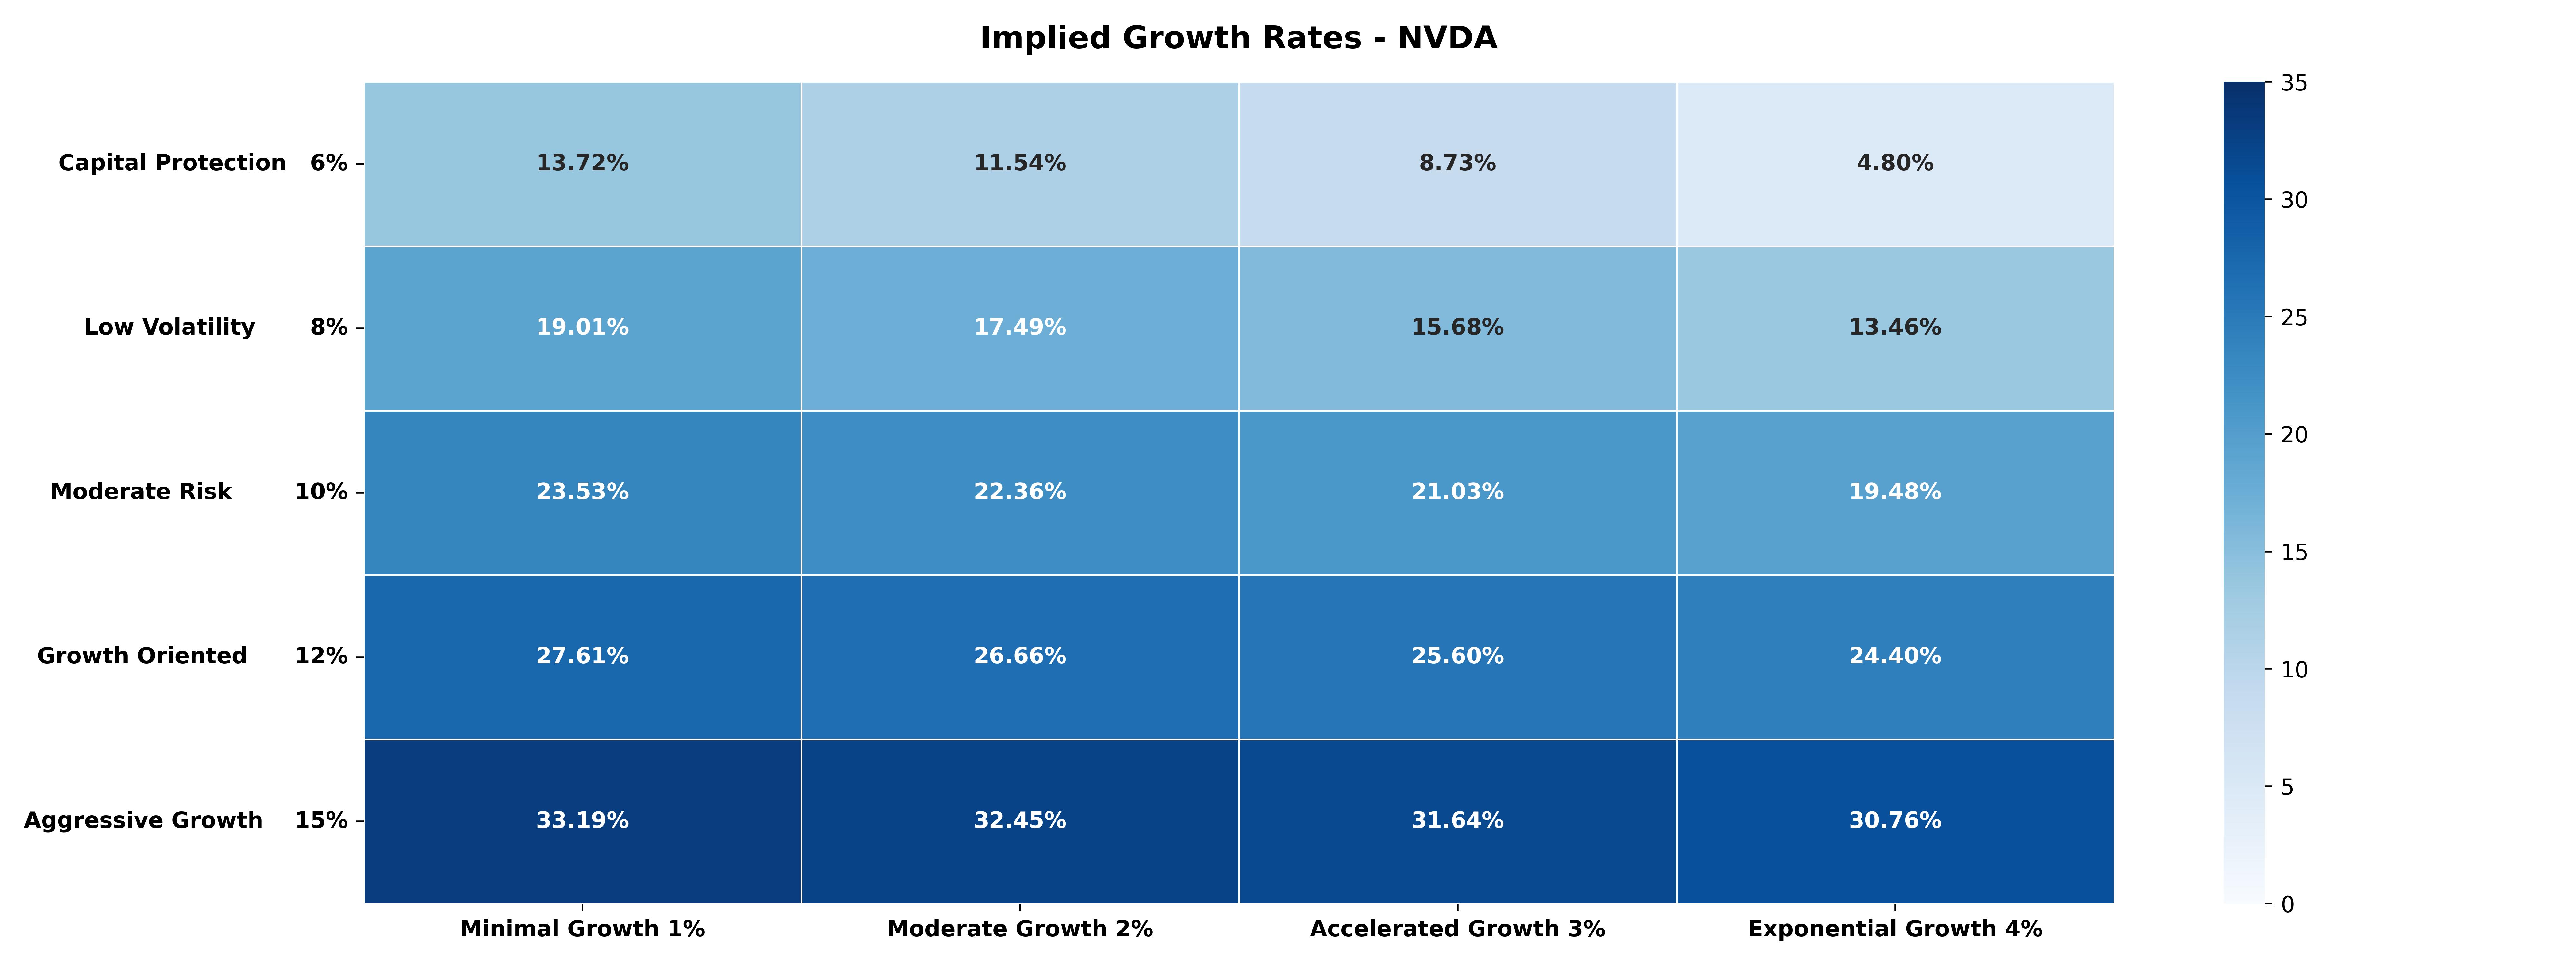 Implied Growth Rates - NVDA
35
Capital Protection 6% 13.72% 11.54% 8.73% 4.80%
30
Low Volatility 8% 19.01% 17.49% 15.68% 13.46%
25
20
Moderate Risk 10% 23.53% 22.36% 21.03% 19.48%
15
Growth Oriented 12% 27.61% 26.66% 25.60% 24.40%
10
5
Aggressive Growth 15% 33.19% 32.45% 31.64% 30.76%
0
Minimal Growth 1% Moderate Growth 2% Accelerated Growth 3% Exponential Growth 4%